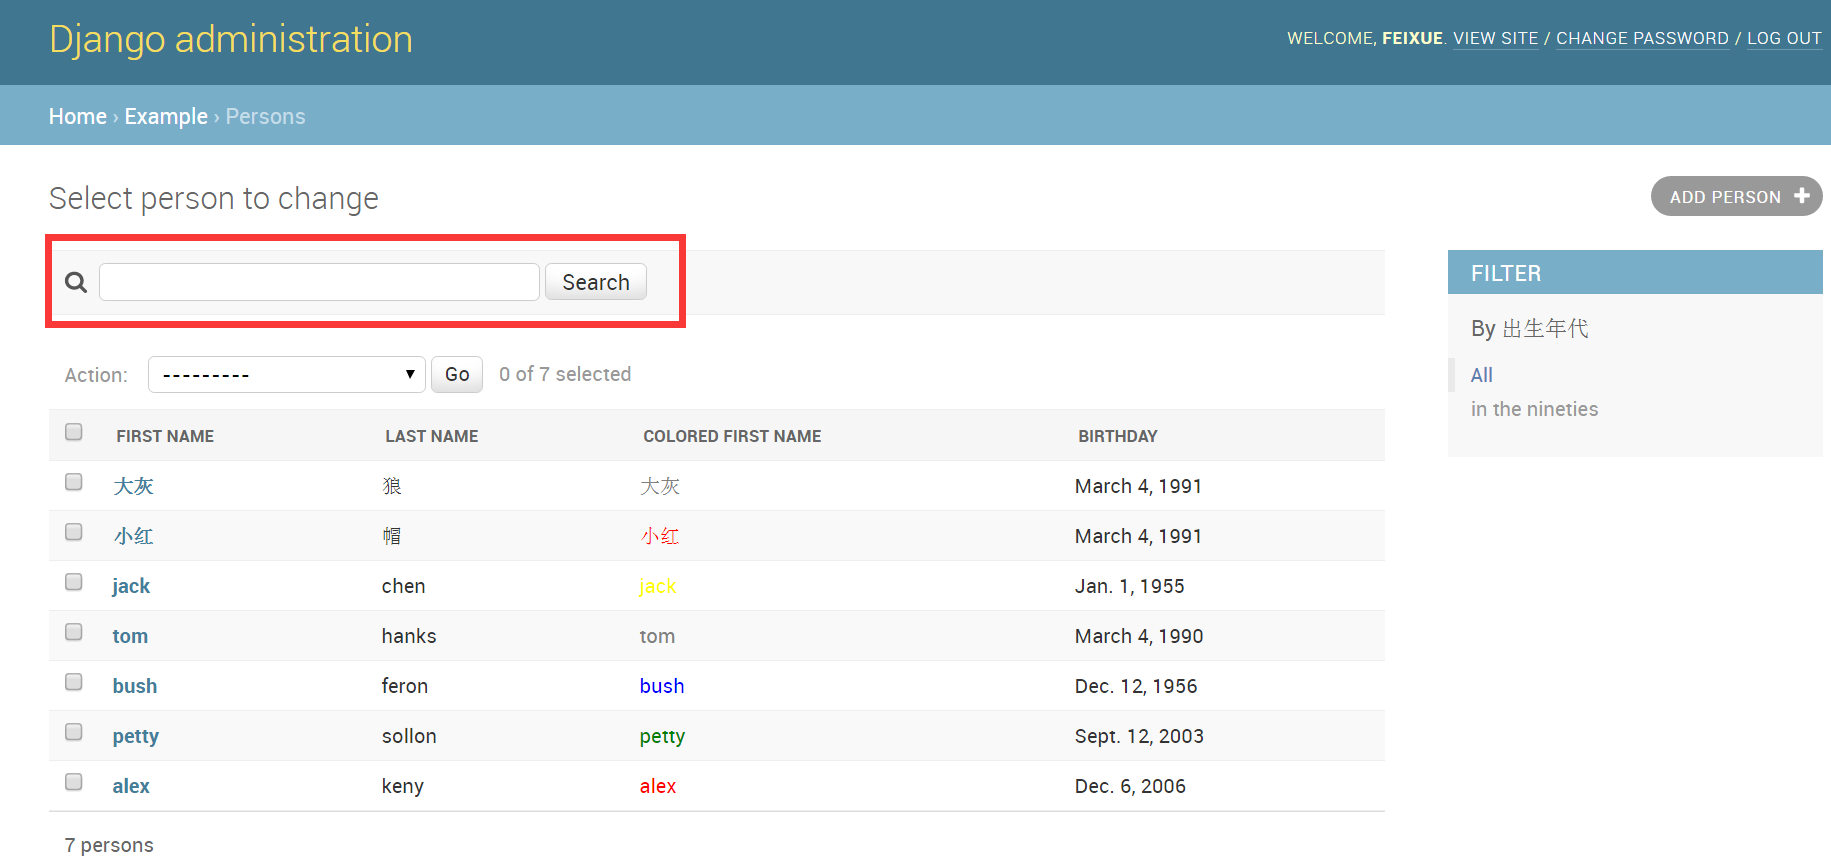 Django administration
WELCOME, FEIXUE. VIEW SITE / CHANGE PASSWORD / LOG OUT
Home › Example › Persons
Select person to change
ADD PERSON +
Search
FILTER
By 出生年代
All
in the nineties
Action: --------- Go 0 of 7 selected
FIRST NAME LAST NAME COLORED FIRST NAME BIRTHDAY
大灰 狼 大灰 March 4, 1991
小红 帽 小红 March 4, 1991
jack chen jack Jan. 1, 1955
tom hanks tom March 4, 1990
bush feron bush Dec. 12, 1956
petty sollon petty Sept. 12, 2003
alex keny alex Dec. 6, 2006
7 persons